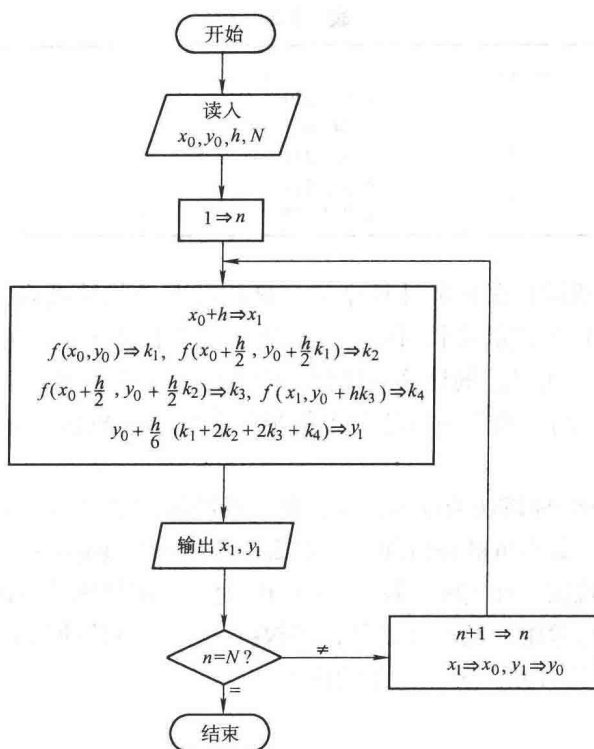 开始
读入
x₀,y₀,h,N
1⇒n
x₀+h⇒x₁
f(x₀,y₀)⇒k₁, f(x₀+h/2, y₀+h/2k₁)⇒k₂
f(x₀+h/2, y₀+h/2k₂)⇒k₃, f(x₁,y₀+hk₃)⇒k₄
y₀+h/6(k₁+2k₂+2k₃+k₄)⇒y₁
输出x₁,y₁
n=N?
≠
n+1⇒n
x₁⇒x₀,y₁⇒y₀
=
结束